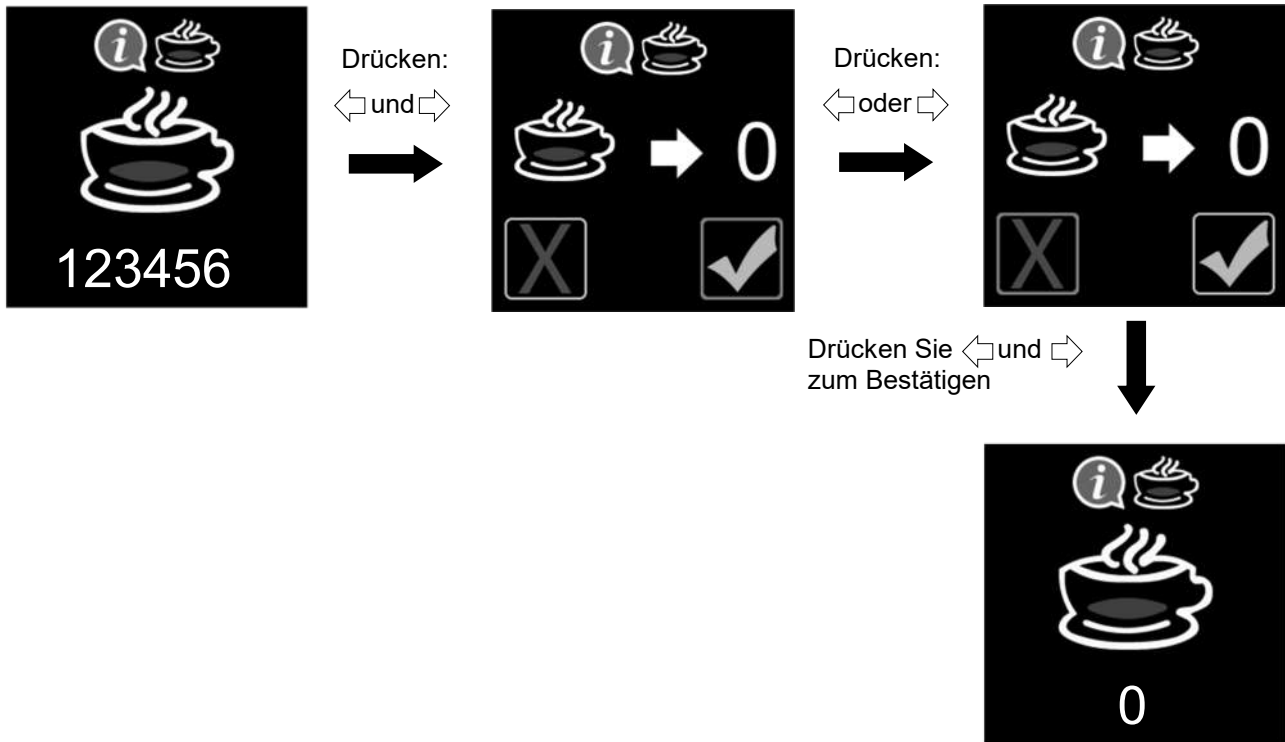 Drücken:
und
123456
0
X
Drücken:
oder
0
X
Drücken Sie und
zum Bestätigen
0